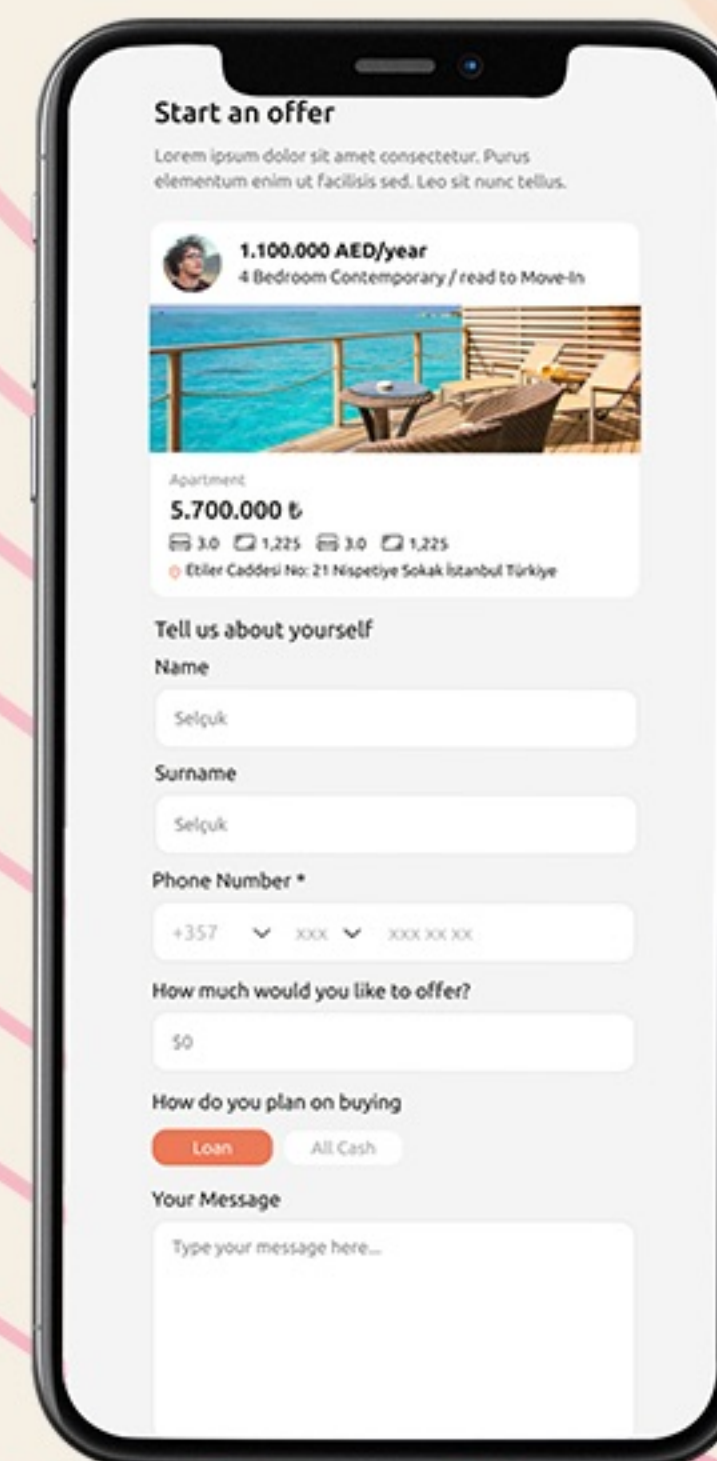 Start an offer
Lorem ipsum dolor sit amet consectetur. Purus
elementum enim ut facilisis sed. Leo sit nunc tellus.
1.100.000 AED/year
4 Bedroom Contemporary / read to Move-In
Apartment
5.700.000 ₺
3.0 1,225 3.0 1,225
Etiler Caddesi No: 21 Nispetiye Sokak İstanbul Türkiye
Tell us about yourself
Name
Selçuk
Surname
Selçuk
Phone Number *
+357 xxx xxx xx xx
How much would you like to offer?
$0
How do you plan on buying
Loan All Cash
Your Message
Type your message here...